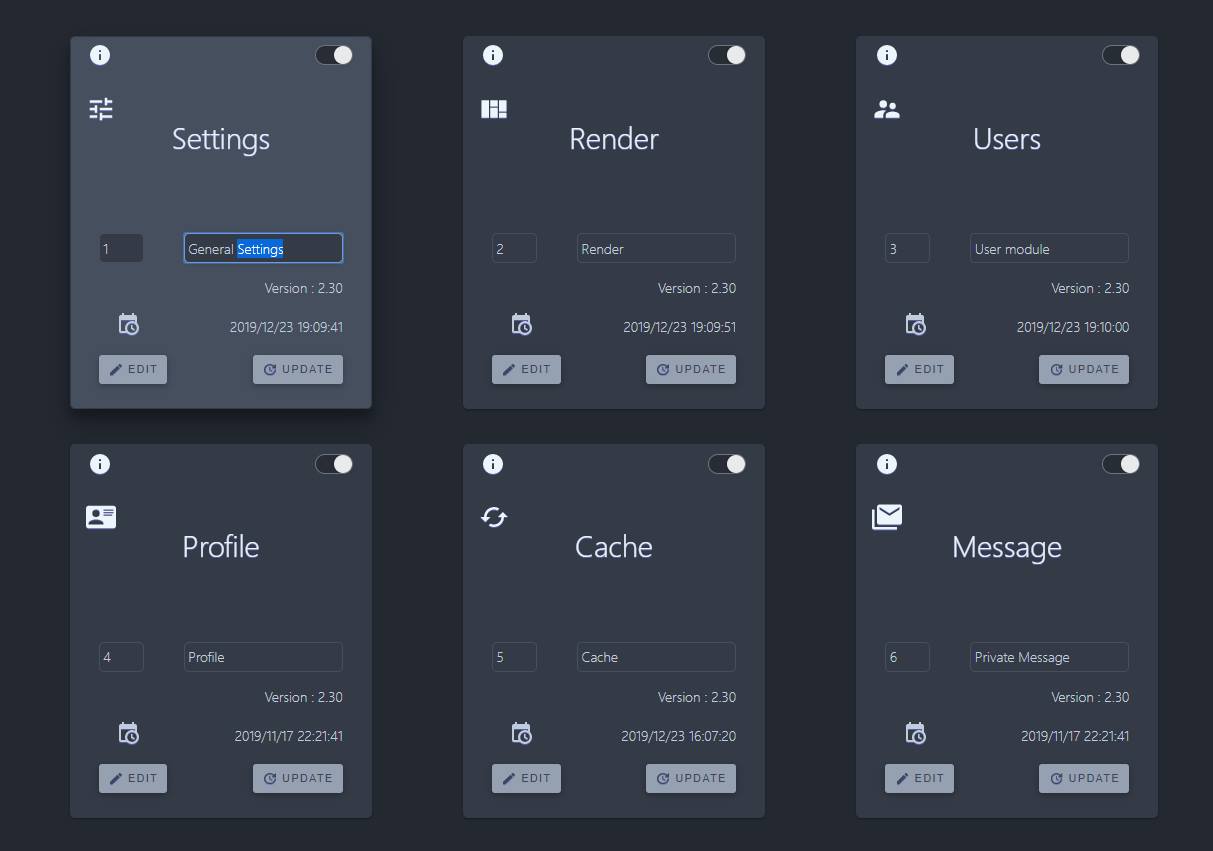 Settings
1
General Settings
Version : 2.30
2019/12/23 19:09:41
EDIT
UPDATE
Render
2
Render
Version : 2.30
2019/12/23 19:09:51
EDIT
UPDATE
Users
3
User module
Version : 2.30
2019/12/23 19:10:00
EDIT
UPDATE
Profile
4
Profile
Version : 2.30
2019/11/17 22:21:41
EDIT
UPDATE
Cache
5
Cache
Version : 2.30
2019/12/23 16:07:20
EDIT
UPDATE
Message
6
Private Message
Version : 2.30
2019/11/17 22:21:41
EDIT
UPDATE